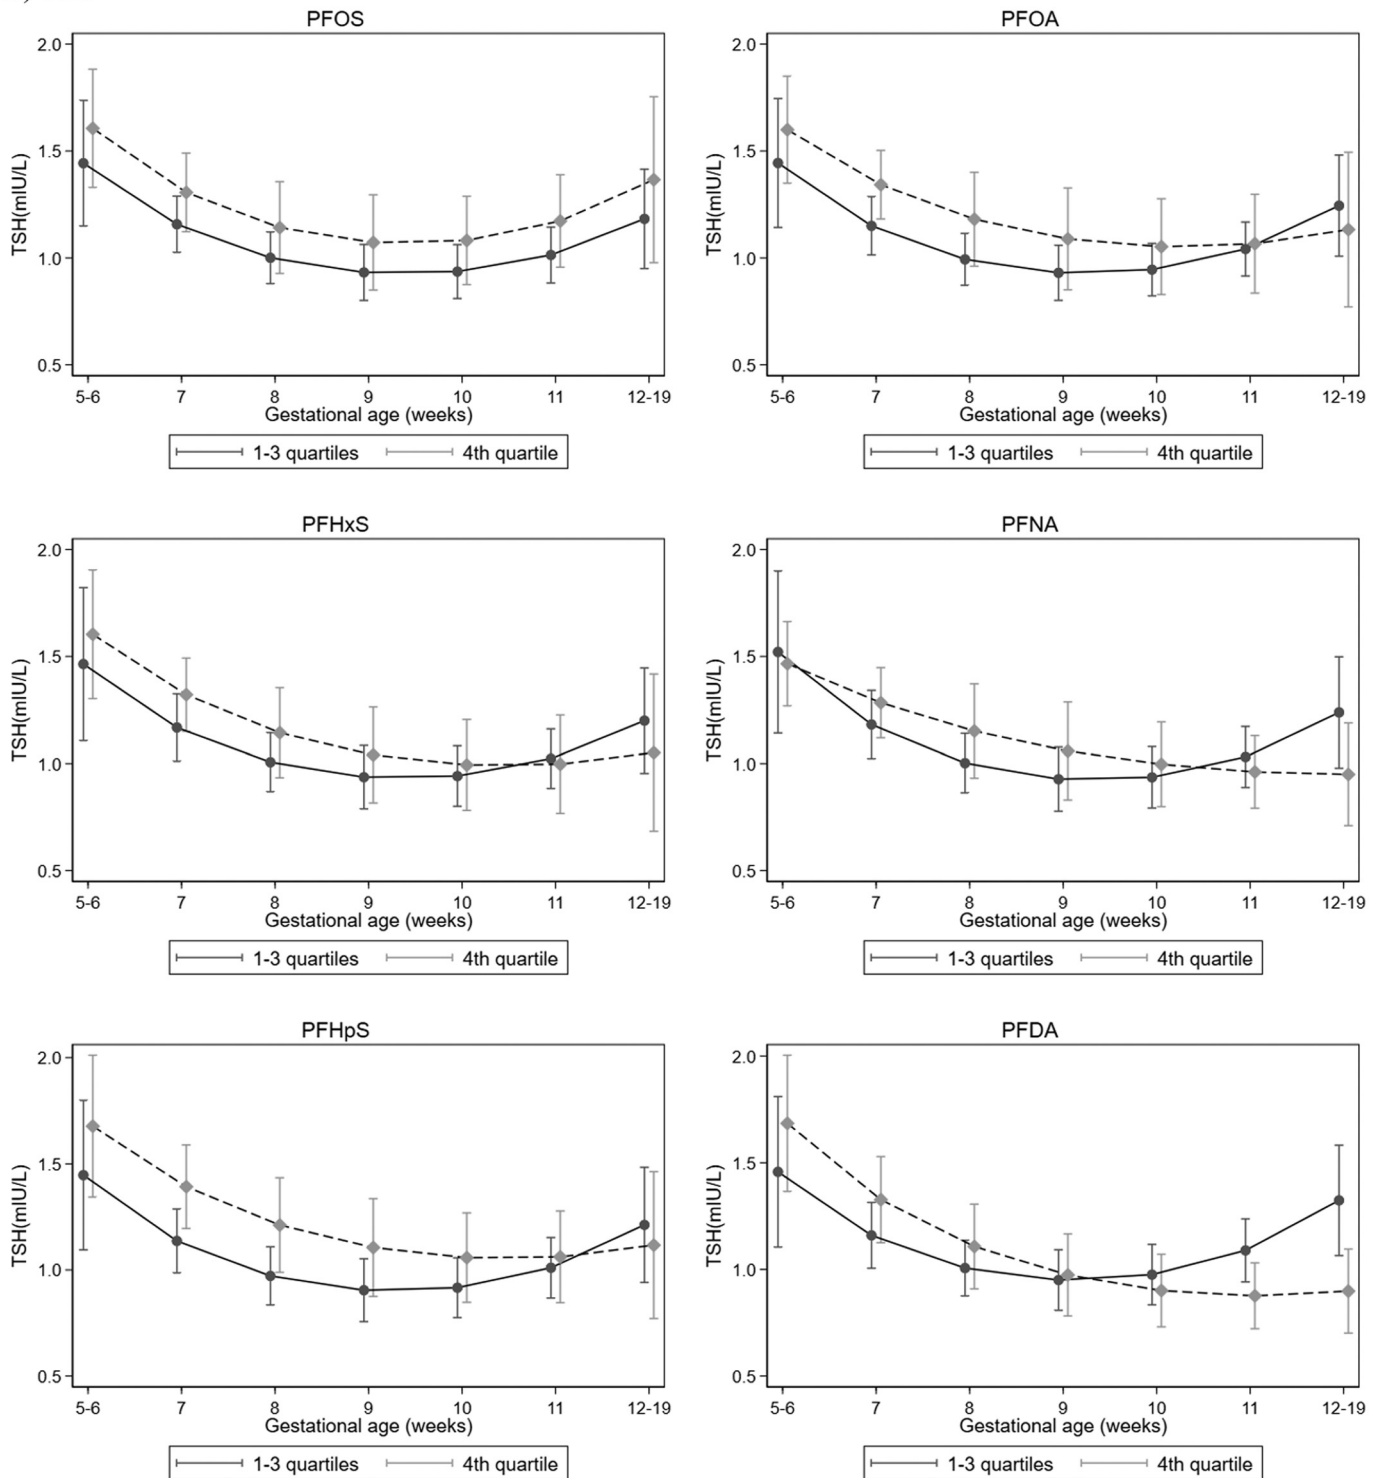 PFOS
TSH(mIU/L)
2.0
1.5
1.0
0.5
5-6 7 8 9 10 11 12-19
Gestational age (weeks)
1-3 quartiles 4th quartile
PFOA
TSH(mIU/L)
2.0
1.5
1.0
0.5
5-6 7 8 9 10 11 12-19
Gestational age (weeks)
1-3 quartiles 4th quartile
PFHxS
TSH(mIU/L)
2.0
1.5
1.0
0.5
5-6 7 8 9 10 11 12-19
Gestational age (weeks)
1-3 quartiles 4th quartile
PFNA
TSH(mIU/L)
2.0
1.5
1.0
0.5
5-6 7 8 9 10 11 12-19
Gestational age (weeks)
1-3 quartiles 4th quartile
PFHpS
TSH(mIU/L)
2.0
1.5
1.0
0.5
5-6 7 8 9 10 11 12-19
Gestational age (weeks)
1-3 quartiles 4th quartile
PFDA
TSH(mIU/L)
2.0
1.5
1.0
0.5
5-6 7 8 9 10 11 12-19
Gestational age (weeks)
1-3 quartiles 4th quartile